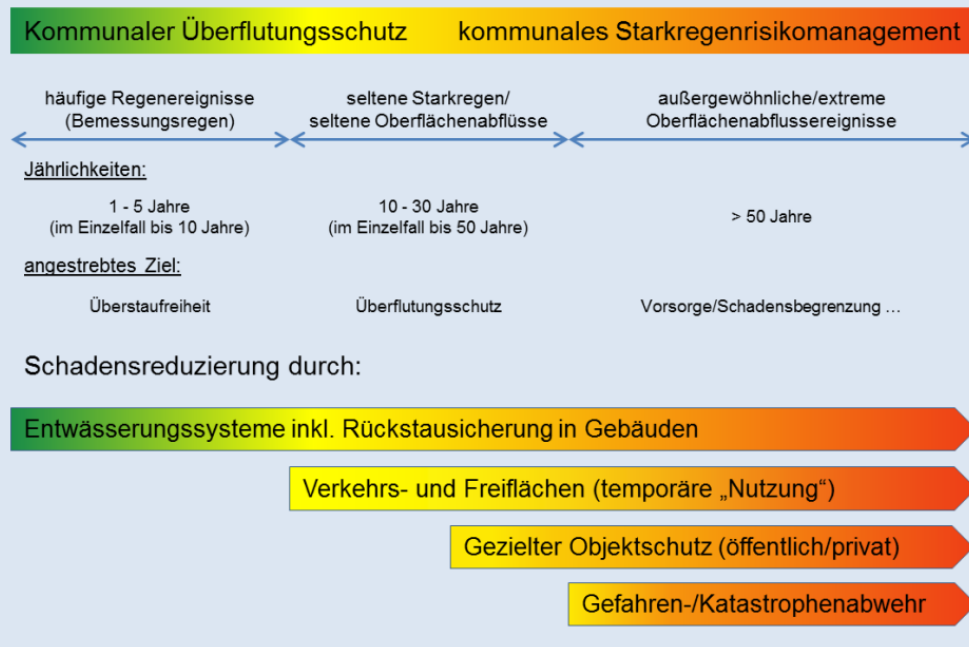 Kommunaler Überflutungsschutz kommunales Starkregenrisikomanagement
häufige Regenereignisse
(Bemessungsregen)
seltene Starkregen/
seltene Oberflächenabflüsse
außergewöhnliche/extreme
Oberflächenabflussereignisse
Jährlichkeiten:
1 - 5 Jahre
(im Einzelfall bis 10 Jahre)
10 - 30 Jahre
(im Einzelfall bis 50 Jahre)
> 50 Jahre
angestrebtes Ziel:
Überstaufreiheit
Überflutungsschutz
Vorsorge/Schadensbegrenzung ...
Schadensreduzierung durch:
Entwässerungssysteme inkl. Rückstausicherung in Gebäuden
Verkehrs- und Freiflächen (temporäre „Nutzung“)
Gezielter Objektschutz (öffentlich/privat)
Gefahren-/Katastrophenabwehr